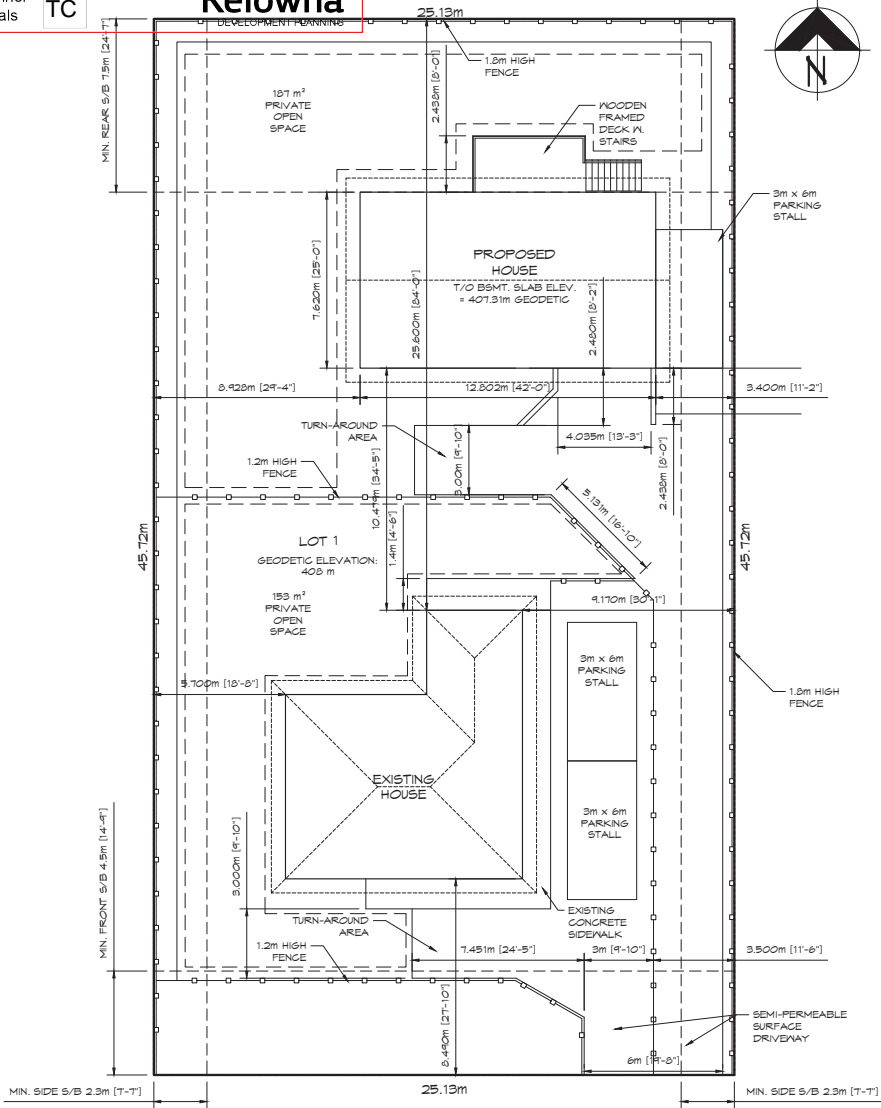 als
TC
Kelowna
DEVELOPMENT PLANNING
25.13m
N
MIN. REAR S/B 7.5m [24'-7"]
187 m²
PRIVATE
OPEN
SPACE
2.438m [8'-0"]
1.8m HIGH
FENCE
WOODEN
FRAMED
DECK W.
STAIRS
3m x 6m
PARKING
STALL
PROPOSED
HOUSE
T/O BSMT. SLAB ELEV.
= 407.31m GEODETIC
7.620m [25'-0"]
25.600m [84'-0"]
2.480m [8'-2"]
8.928m [29'-4"]
12.802m [42'-0"]
3.400m [11'-2"]
TURN-AROUND
AREA
3.00m [9'-10"]
4.035m [13'-3"]
2.438m [8'-0"]
1.2m HIGH
FENCE
10.479m [34'-5"]
5.131m [16'-10"]
45.72m
45.72m
LOT 1
GEODETIC ELEVATION:
408 m
1.4m [4'-6"]
153 m²
PRIVATE
OPEN
SPACE
9.170m [30'-1"]
3m x 6m
PARKING
STALL
5.700m [18'-8"]
1.8m HIGH
FENCE
EXISTING
HOUSE
3m x 6m
PARKING
STALL
MIN. FRONT S/B 4.5m [14'-9"]
3.000m [9'-10"]
EXISTING
CONCRETE
SIDEWALK
TURN-AROUND
AREA
1.2m HIGH
FENCE
7.451m [24'-5"]
3m [9'-10"]
3.500m [11'-6"]
8.490m [27'-10"]
SEMI-PERMEABLE
SURFACE
DRIVEWAY
6m [19'-8"]
MIN. SIDE S/B 2.3m [7'-7"]
25.13m
MIN. SIDE S/B 2.3m [7'-7"]